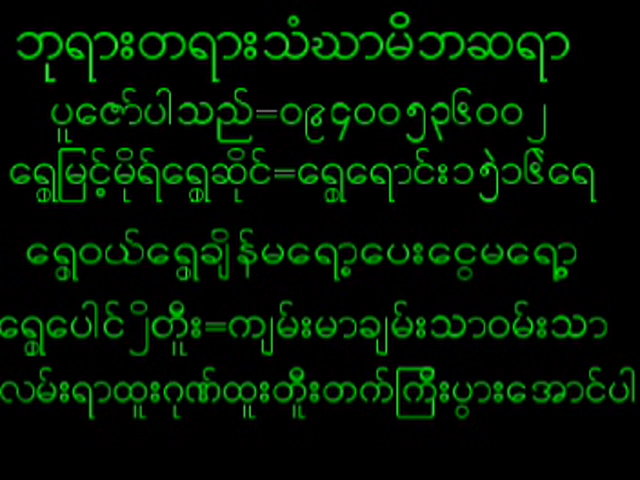 ဘုရားတရားသံဃာမိဘဆရာ
ပူဇော်ပါသည်=၀၉၄၀၀၅၃၆၀၀၂
ရွှေမြင့်မိုရ်ရွှေဆိုင်=ရွှေရောင်း၁၅ဲ၁၆ဲရေ
ရွှေဝယ်ရွှေချိန်မရော့ပေးငွေမရော့
ရွှေပေါင်၂ိတိုး=ကျမ်းမာချမ်းသာဝမ်းသာ
လမ်းရာထူးဂုဏ်ထူးတိုးတက်ကြီးပွားအောင်ပါ